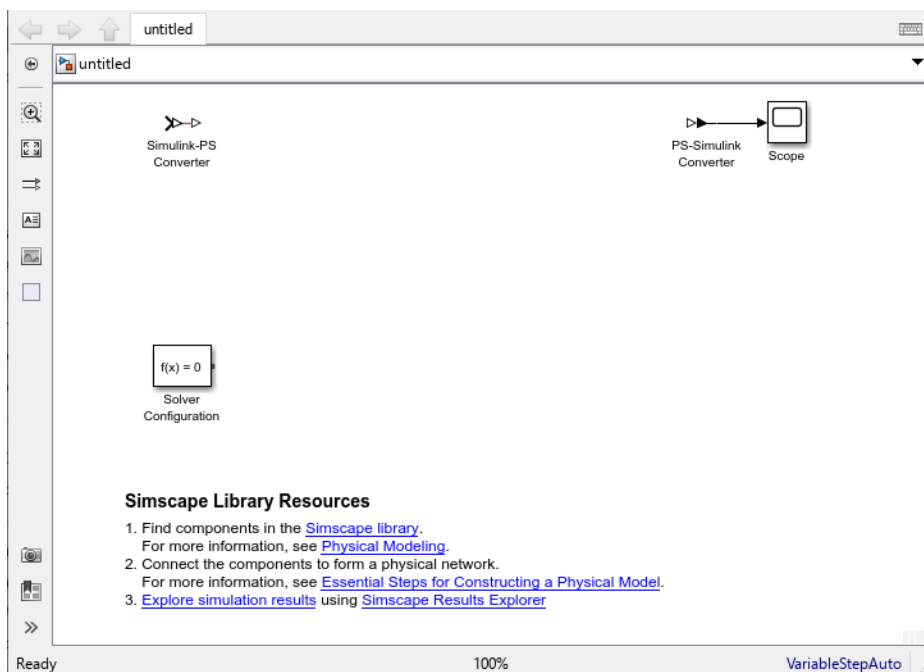 untitled
untitled
Simulink-PS
Converter
PS-Simulink
Converter
Scope
f(x) = 0
Solver
Configuration
Simscape Library Resources
1. Find components in the Simscape library.
For more information, see Physical Modeling.
2. Connect the components to form a physical network.
For more information, see Essential Steps for Constructing a Physical Model.
3. Explore simulation results using Simscape Results Explorer
Ready
100%
VariableStepAuto